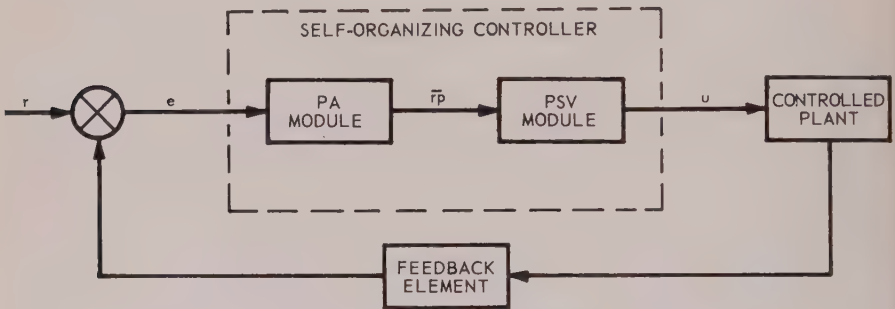 SELF-ORGANIZING CONTROLLER
r
e
PA
MODULE
r̅p̅
PSV
MODULE
u
CONTROLLED
PLANT
FEEDBACK
ELEMENT